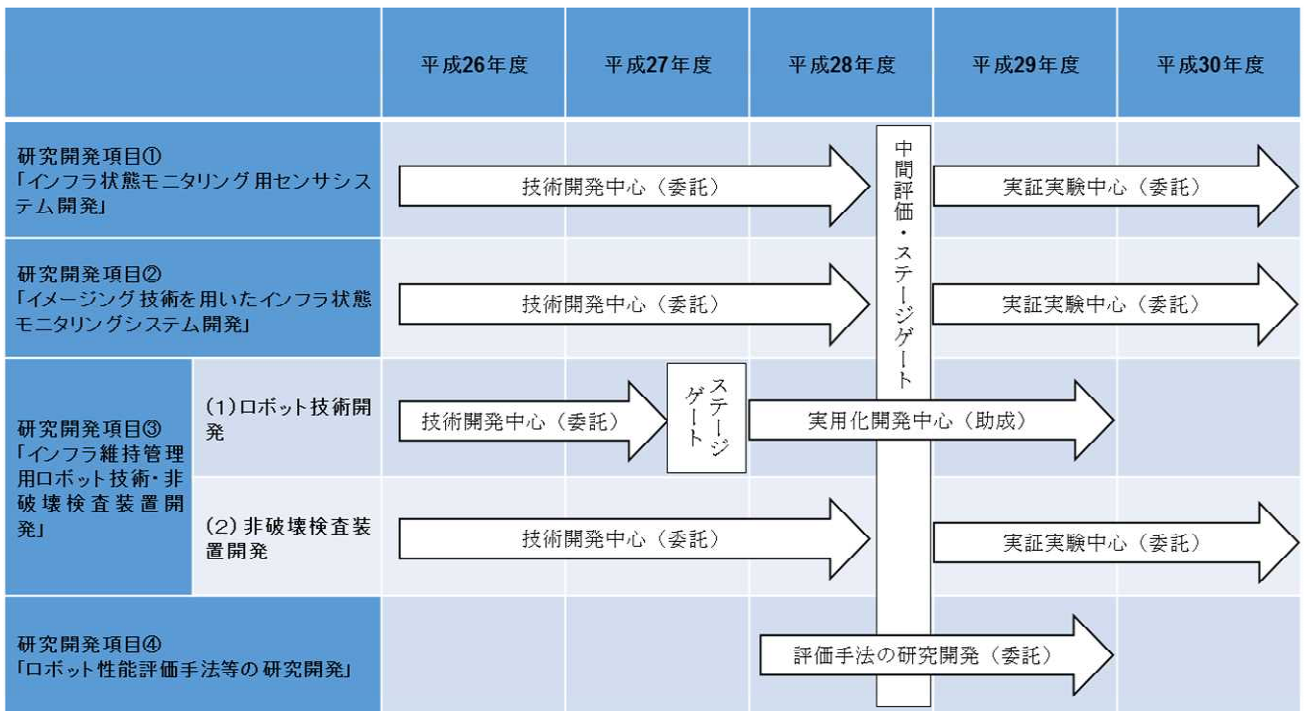 平成26年度
平成27年度
平成28年度
平成29年度
平成30年度
研究開発項目①
「インフラ状態モニタリング用センサシス
テム開発」
技術開発中心(委託)
中間評価・ステージゲート
実証実験中心(委託)
研究開発項目②
「イメージング技術を用いたインフラ状態
モニタリングシステム開発」
技術開発中心(委託)
実証実験中心(委託)
研究開発項目③
「インフラ維持管理
用ロボット技術・非
破壊検査装置開
発」
(1)ロボット技術開
発
技術開発中心(委託)
ステージ
ゲート
実用化開発中心(助成)
(2)非破壊検査装
置開発
技術開発中心(委託)
実証実験中心(委託)
研究開発項目④
「ロボット性能評価手法等の研究開発」
評価手法の研究開発(委託)